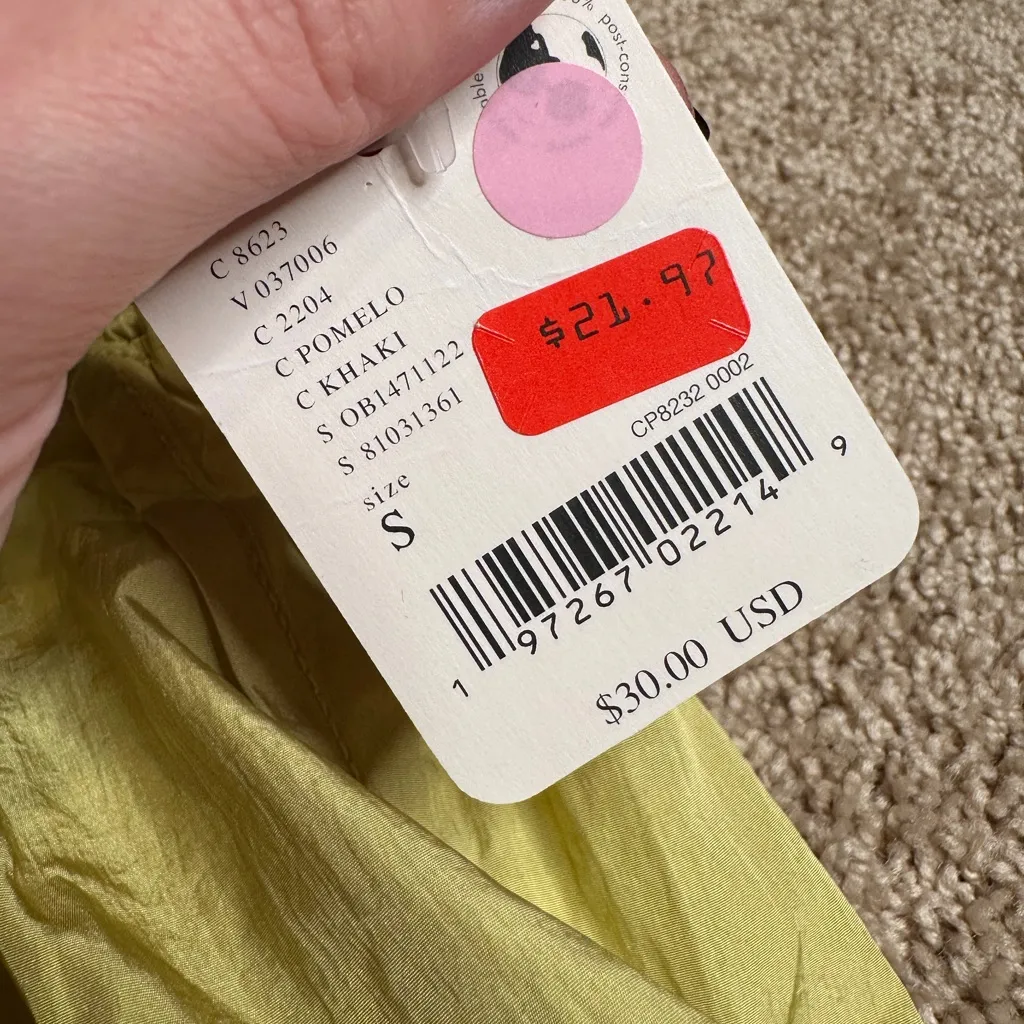 post-cons
C 8623
V 037006
C 2204
C POMELO
C KHAKI
S OB1471122
S 81031361
size
S
$21.97
CP8232 0002
1 97267 02214 9
$30.00 USD